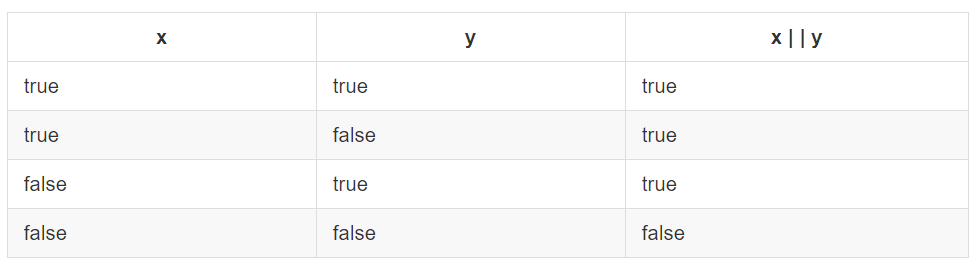 x y x | | y
true true true
true false true
false true true
false false false